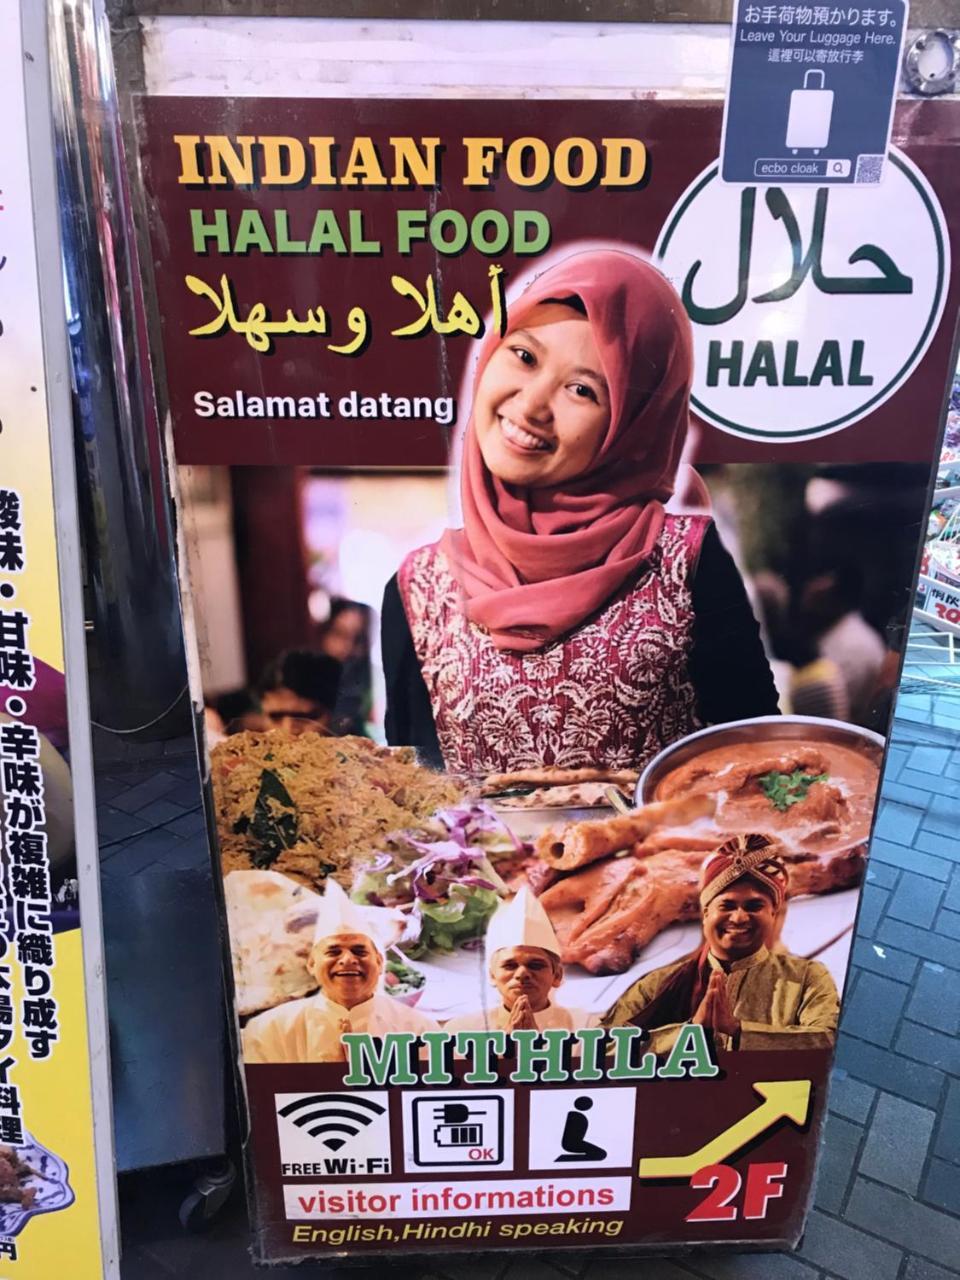 お手荷物預かります。
Leave Your Luggage Here.
這裡可以寄放行李
ecbo cloak
INDIAN FOOD
HALAL FOOD
أهلا وسهلا
Salamat datang
حلال
HALAL
MITHILA
FREE Wi-Fi
OK
visitor informations
English,Hindhi speaking
2F
酸味・甘味・辛味が複雑に織り成す
料理
円